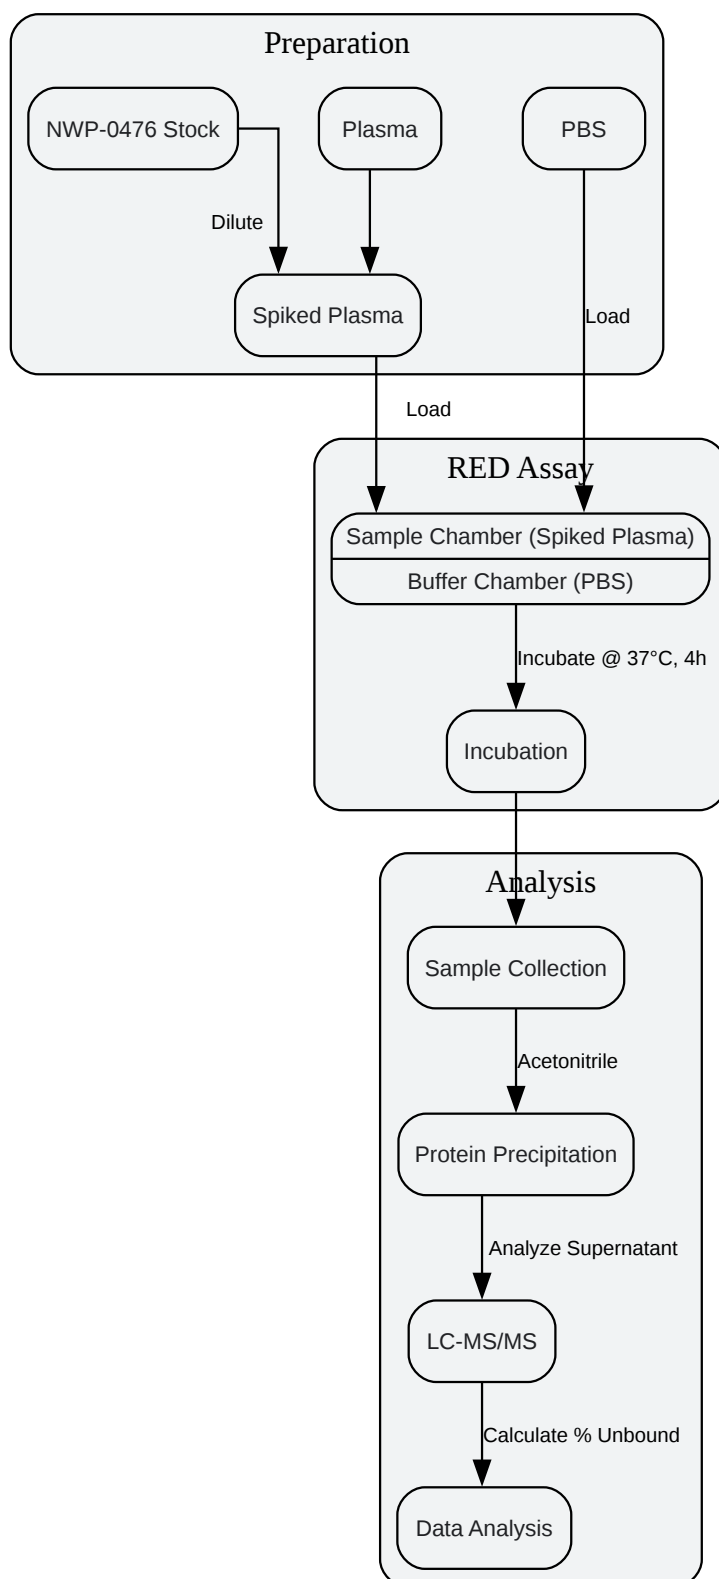 Preparation
NWP-0476 Stock
Plasma
PBS
Dilute
Spiked Plasma
Load
Load
RED Assay
Sample Chamber (Spiked Plasma)
Buffer Chamber (PBS)
Incubate @ 37°C, 4h
Incubation
Analysis
Sample Collection
Acetonitrile
Protein Precipitation
Analyze Supernatant
LC-MS/MS
Calculate % Unbound
Data Analysis